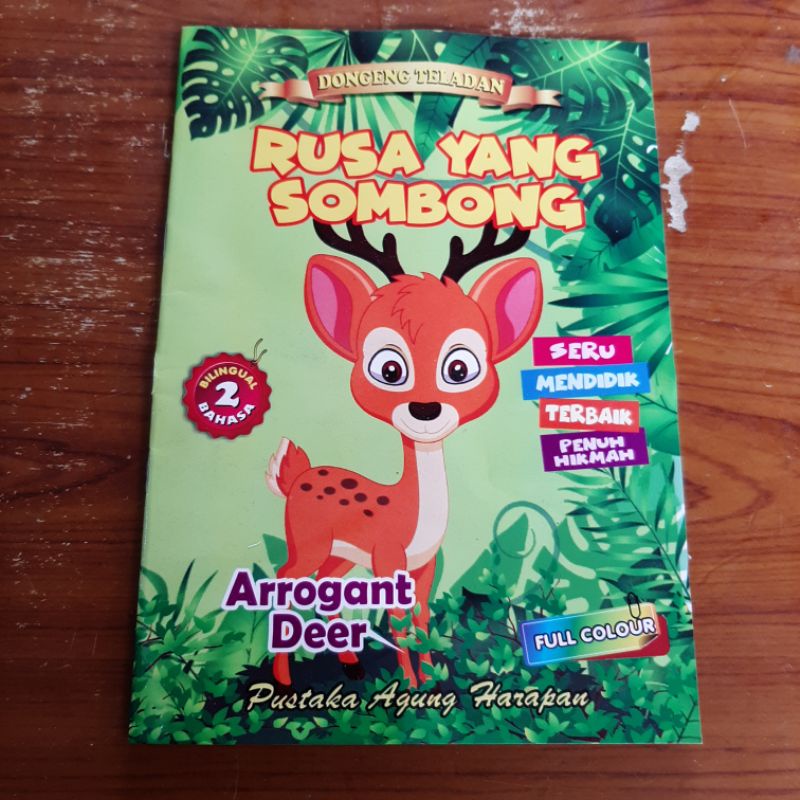 DONGENG TELADAN
RUSA YANG
SOMBONG
BILINGUAL
2
BAHASA
SERU
MENDIDIK
TERBAIK
PENUH
HIKMAH
Arrogant
Deer
FULL COLOUR
Pustaka Agung Harapan